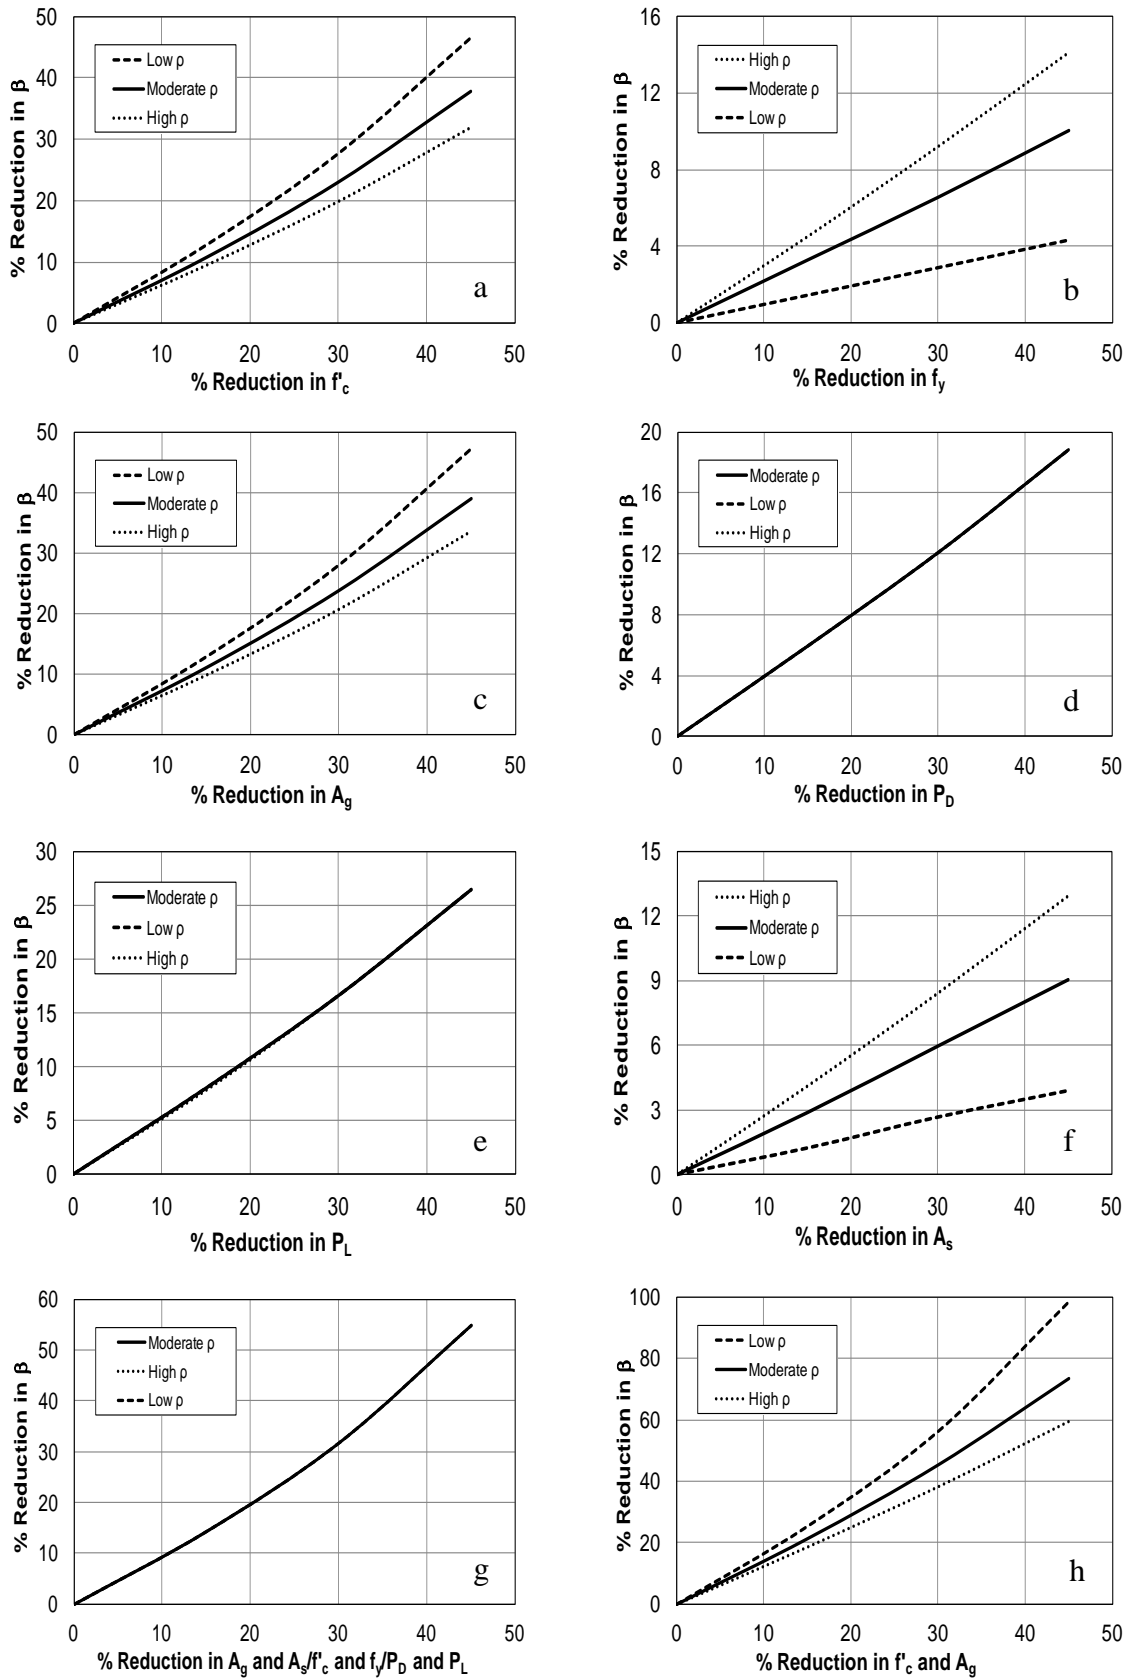 50
40
30
20
10
0
% Reduction in β
Low ρ
Moderate ρ
High ρ
a
0 10 20 30 40 50
% Reduction in f'c
16
12
8
4
0
% Reduction in β
High ρ
Moderate ρ
Low ρ
b
0 10 20 30 40 50
% Reduction in fy
50
40
30
20
10
0
% Reduction in β
Low ρ
Moderate ρ
High ρ
c
0 10 20 30 40 50
% Reduction in Ag
20
16
12
8
4
0
% Reduction in β
Moderate ρ
Low ρ
High ρ
d
0 10 20 30 40 50
% Reduction in PD
30
25
20
15
10
5
0
% Reduction in β
Moderate ρ
Low ρ
High ρ
e
0 10 20 30 40 50
% Reduction in PL
15
12
9
6
3
0
% Reduction in β
High ρ
Moderate ρ
Low ρ
f
0 10 20 30 40 50
% Reduction in As
60
50
40
30
20
10
0
% Reduction in β
Moderate ρ
High ρ
Low ρ
g
0 10 20 30 40 50
% Reduction in Ag and As/f'c and fy/PD and PL
100
80
60
40
20
0
% Reduction in β
Low ρ
Moderate ρ
High ρ
h
0 10 20 30 40 50
% Reduction in f'c and Ag